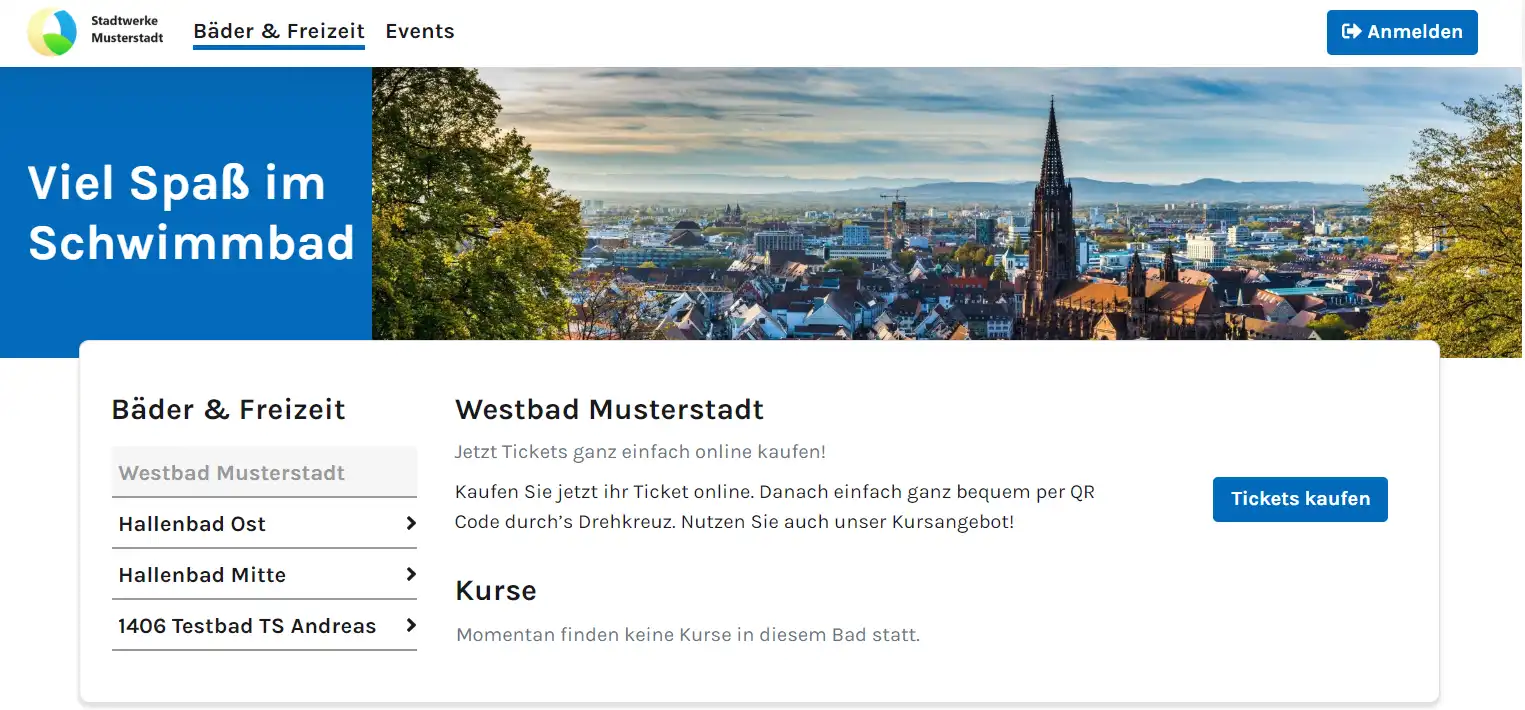 Stadtwerke
Musterstadt
Bäder & Freizeit
Events
Anmelden
Viel Spaß im
Schwimmbad
Bäder & Freizeit
Westbad Musterstadt
Hallenbad Ost
Hallenbad Mitte
1406 Testbad TS Andreas
Westbad Musterstadt
Jetzt Tickets ganz einfach online kaufen!
Kaufen Sie jetzt ihr Ticket online. Danach einfach ganz bequem per QR
Code durch’s Drehkreuz. Nutzen Sie auch unser Kursangebot!
Tickets kaufen
Kurse
Momentan finden keine Kurse in diesem Bad statt.